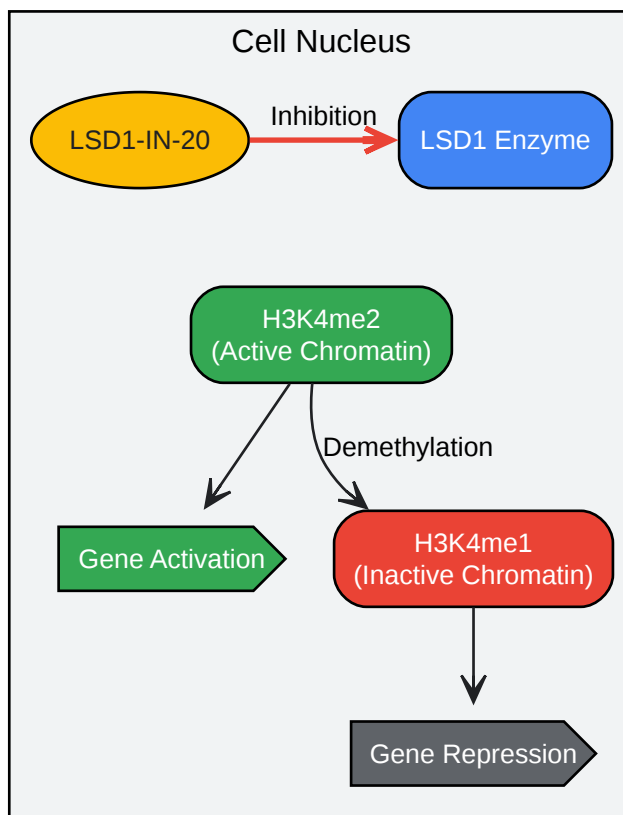 Cell Nucleus
Inhibition
LSD1-IN-20
LSD1 Enzyme
H3K4me2
(Active Chromatin)
Demethylation
Gene Activation
H3K4me1
(Inactive Chromatin)
Gene Repression